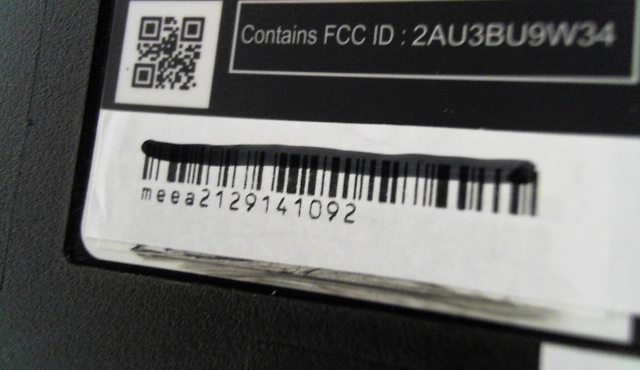 Contains FCC ID : 2AU3BU9W34
meea2129141092